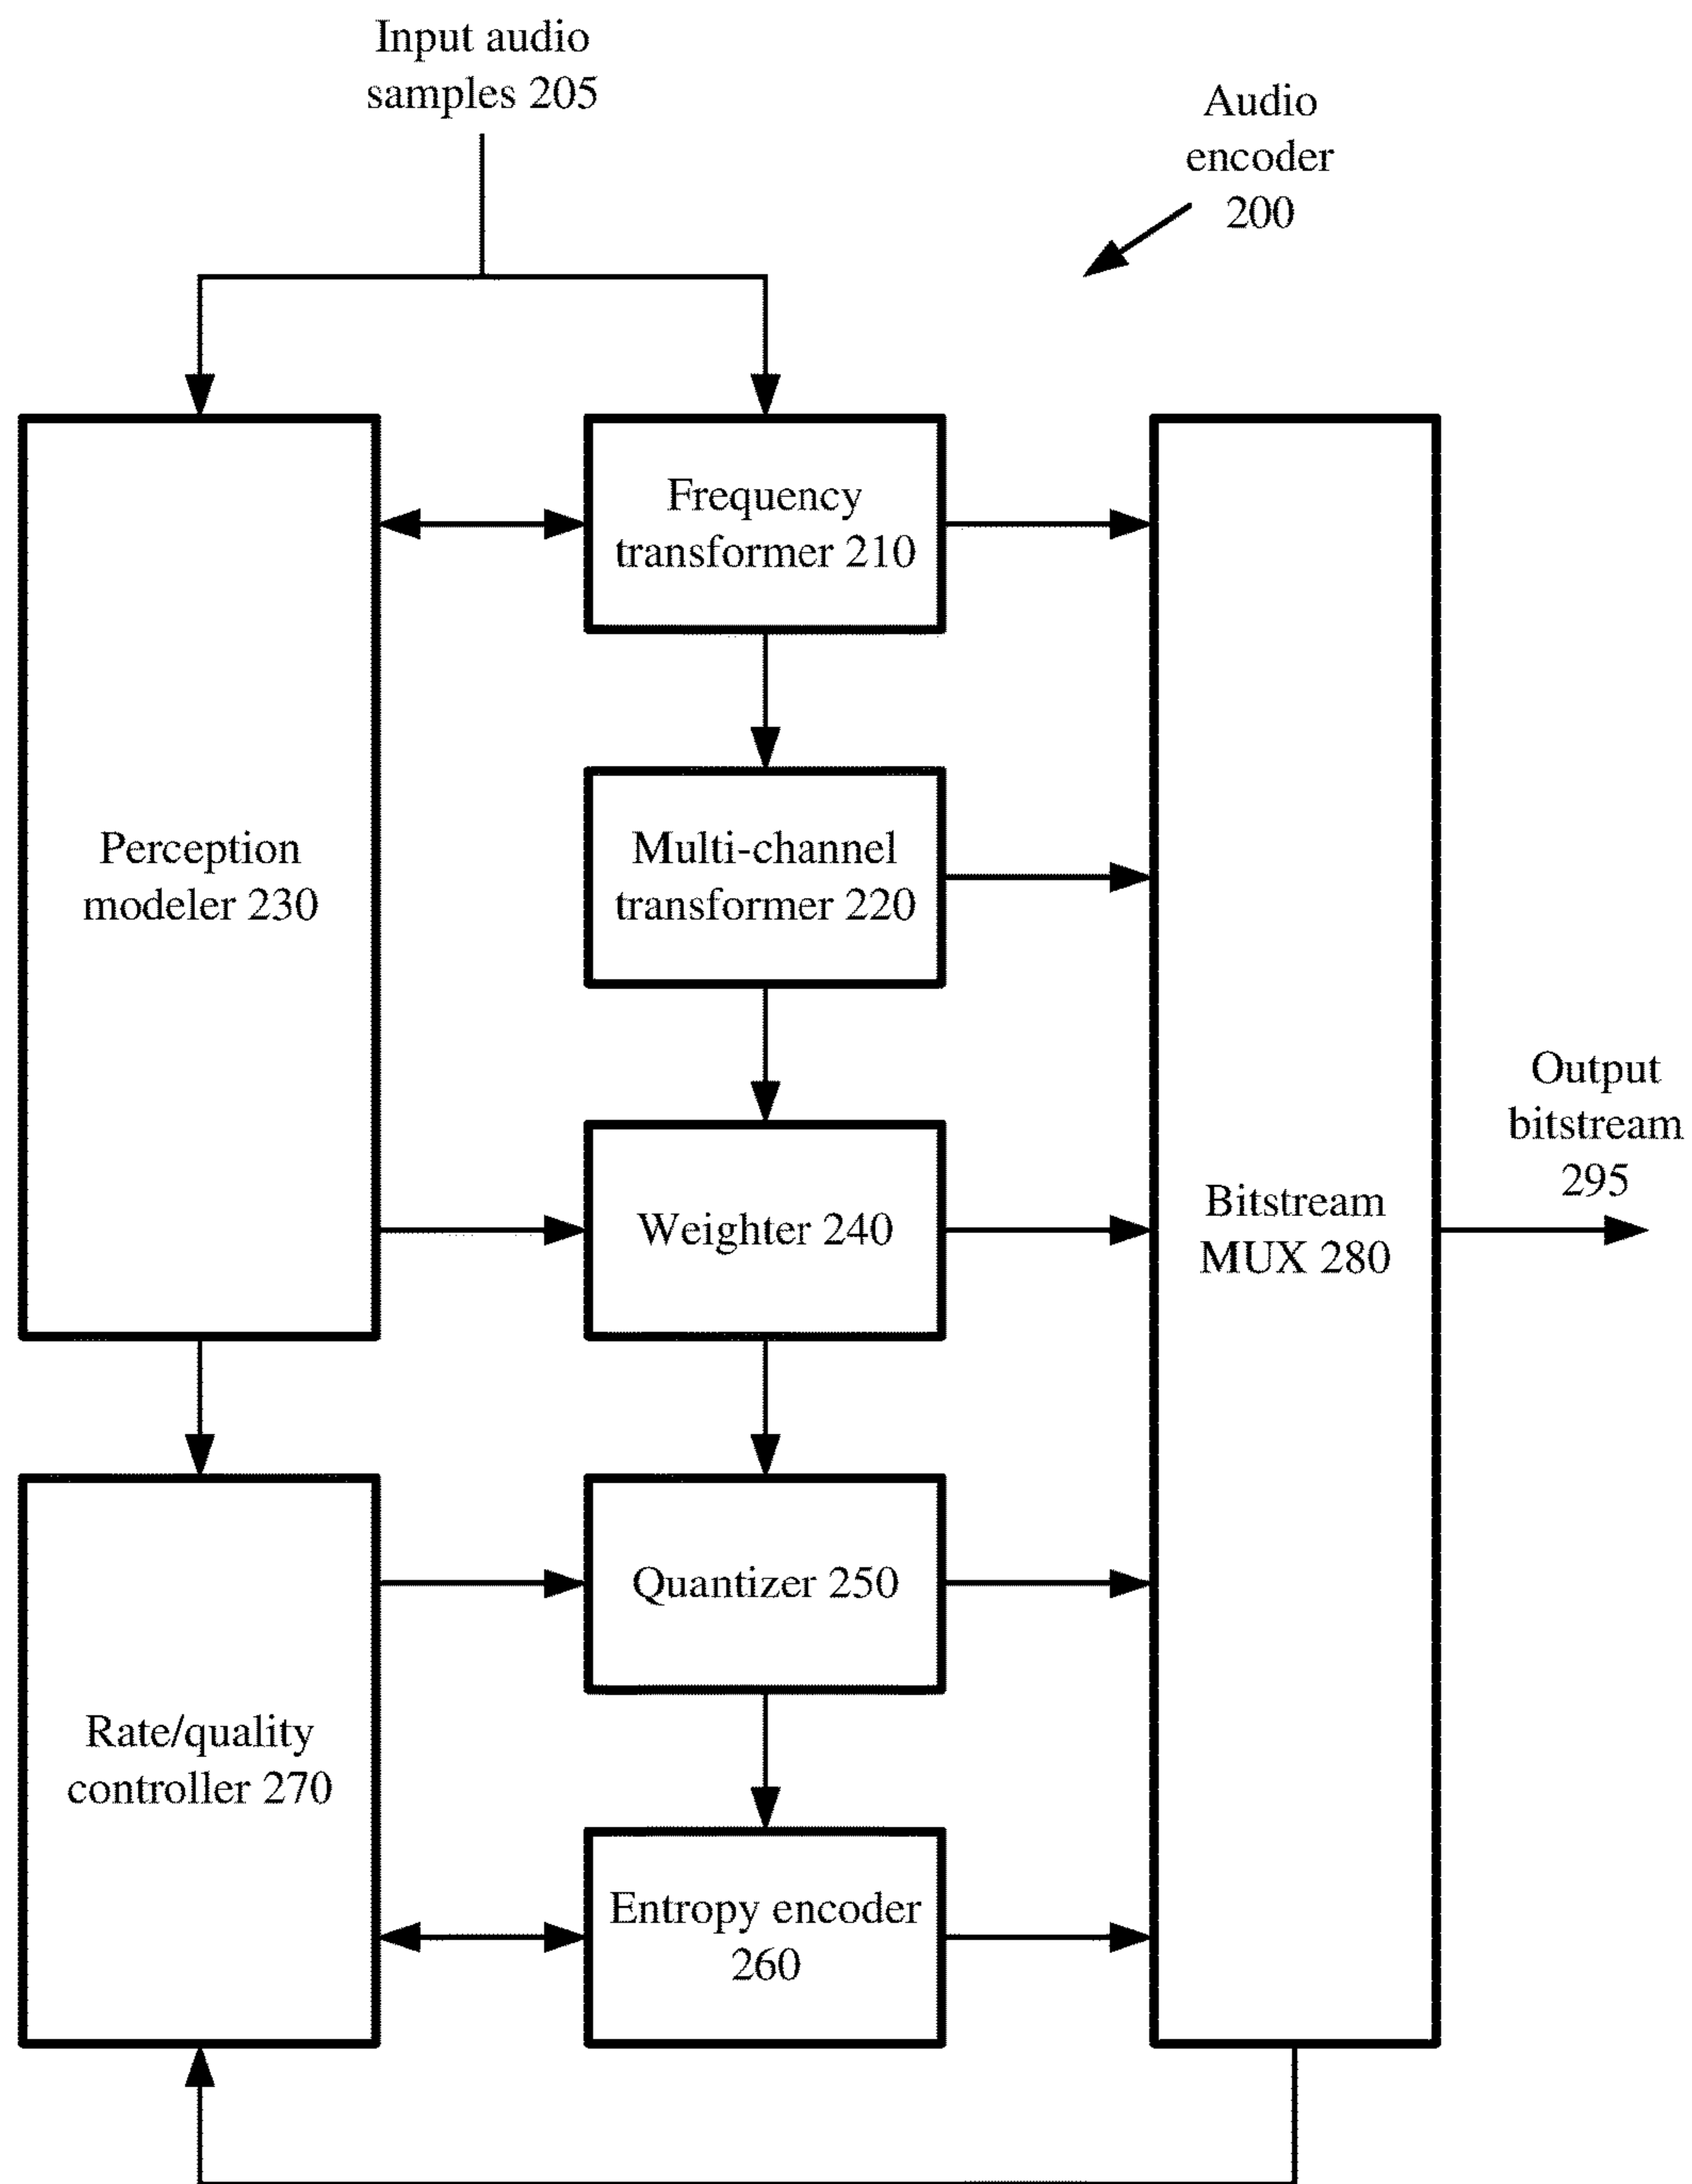 Input audio
samples 205
Audio
encoder
200
Frequency
transformer 210
Perception
modeler 230
Multi-channel
transformer 220
Output
bitstream
295
Weighter 240
Bitstream
MUX 280
Quantizer 250
Rate/quality
controller 270
Entropy encoder
260